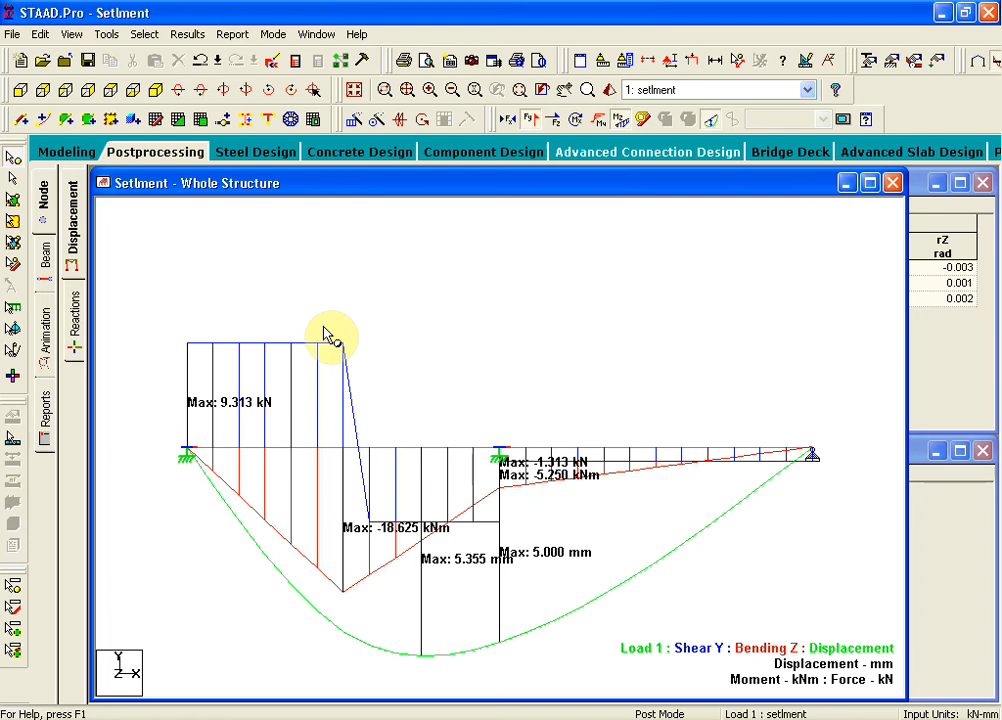 STAAD.Pro - Setlment
File Edit View Tools Select Results Report Mode Window Help
1: setlment
Modeling Postprocessing Steel Design Concrete Design Component Design Advanced Connection Design Bridge Deck Advanced Slab Design P
Setlment - Whole Structure
Node
Beam
Animation
Reports
Displacement
Reactions
rZ
rad
-0.003
0.001
0.002
Max: 9.313 kN
Max: -1.313 kN
Max: -5.250 kNm
Max: -18.625 kNm
Max: 5.355 mm
Max: 5.000 mm
Y
Z X
Load 1 : Shear Y : Bending Z : Displacement
Displacement - mm
Moment - kNm : Force - kN
For Help, press F1 Post Mode Load 1 : setlment Input Units: kN-mm